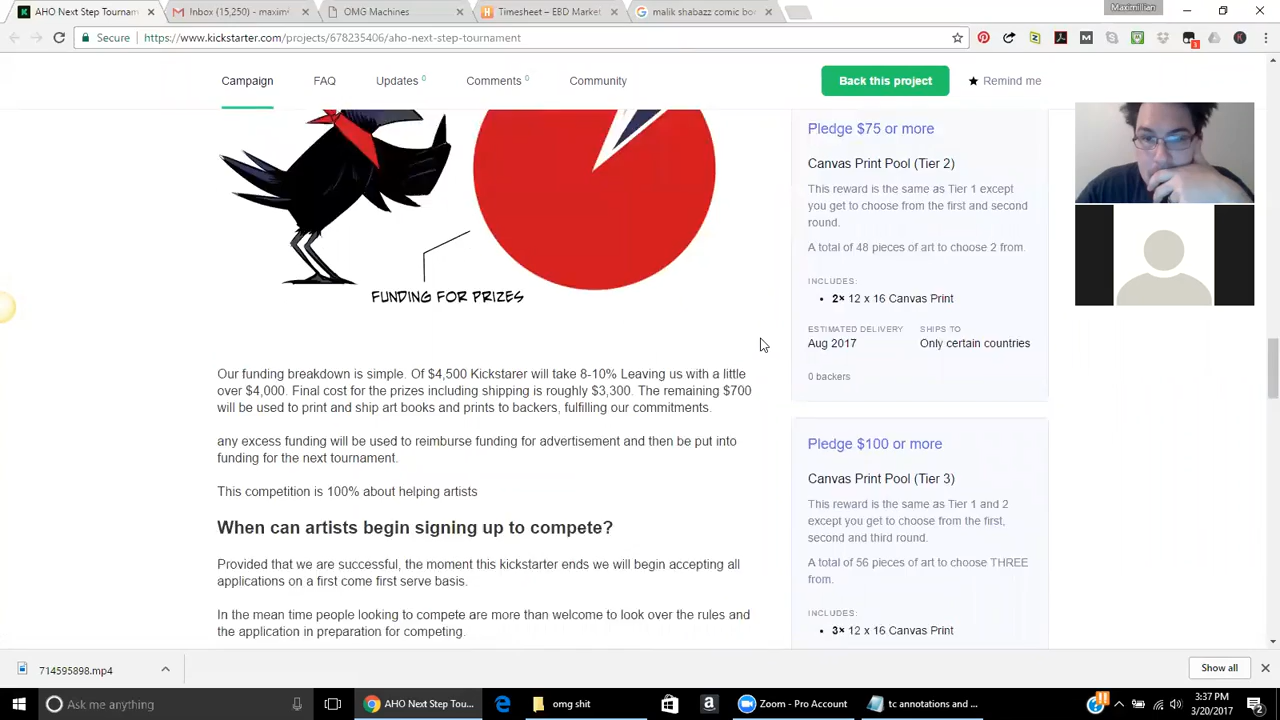 AHO Next Step Tournam
Inbox (15,250) - maxim
OMG Machines
Timesheet – EBD Market
malik shabazz comic bo
Maximillian
Secure
https://www.kickstarter.com/projects/678235406/aho-next-step-tournament
3
Campaign
FAQ
Updates 0
Comments 0
Community
Back this project
★ Remind me
FUNDING FOR PRIZES
Our funding breakdown is simple. Of $4,500 Kickstarer will take 8-10% Leaving us with a little
over $4,000. Final cost for the prizes including shipping is roughly $3,300. The remaining $700
will be used to print and ship art books and prints to backers, fulfilling our commitments.
any excess funding will be used to reimburse funding for advertisement and then be put into
funding for the next tournament.
This competition is 100% about helping artists
When can artists begin signing up to compete?
Provided that we are successful, the moment this kickstarter ends we will begin accepting all
applications on a first come first serve basis.
In the mean time people looking to compete are more than welcome to look over the rules and
the application in preparation for competing.
Pledge $75 or more
Canvas Print Pool (Tier 2)
This reward is the same as Tier 1 except
you get to choose from the first and second
round.
A total of 48 pieces of art to choose 2 from.
INCLUDES:
• 2× 12 x 16 Canvas Print
ESTIMATED DELIVERY
SHIPS TO
Aug 2017
Only certain countries
0 backers
Pledge $100 or more
Canvas Print Pool (Tier 3)
This reward is the same as Tier 1 and 2
except you get to choose from the first,
second and third round.
A total of 56 pieces of art to choose THREE
from.
INCLUDES:
• 3× 12 x 16 Canvas Print
714595898.mp4
Show all
Ask me anything
AHO Next Step Tou...
omg shit
Zoom - Pro Account
tc annotations and ...
3:37 PM
3/20/2017
2